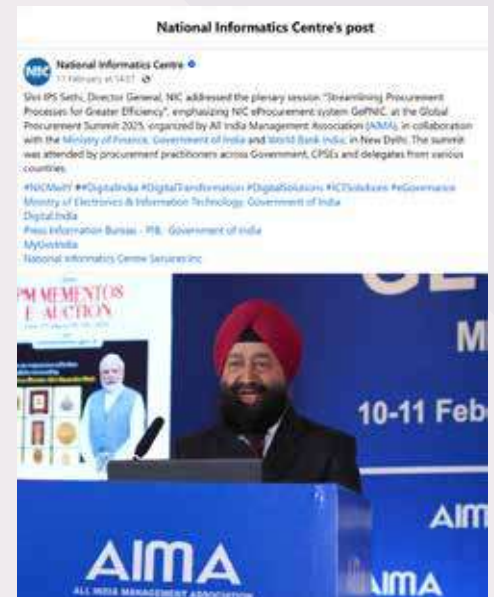 National Informatics Centre's post
NIC
National Informatics Centre
11 February at 14:07
Shri IPS Sethi, Director General, NIC addressed the plenary session "Streamlining Procurement
Processes for Greater Efficiency", emphasizing NIC eProcurement system GePNIC, at the Global
Procurement Summit 2025, organized by All India Management Association (AIMA), in collaboration
with the Ministry of Finance, Government of India and World Bank India, in New Delhi. The summit
was attended by procurement practitioners across Government, CPSEs and delegates from various
countries.
#NICMeitY ##DigitalIndia #DigitalTransformation #DigitalSolutions #ICTSolutions #eGovernance
Ministry of Electronics & Information Technology, Government of India
Digital India
Press Information Bureau - PIB, Government of India
MyGovIndia
National Informatics Centre Services Inc
PM MEMENTOS
E-AUCTION
GL
M
10-11 Feb
AIM
AIMA
ALL INDIA MANAGEMENT ASSOCIATION
AIMA